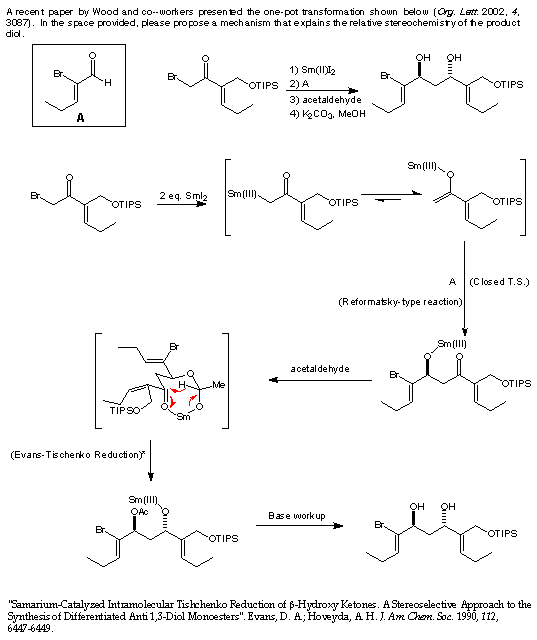 A recent paper by Wood and co--workers presented the one-pot transformation shown below (Org. Lett. 2002, 4,
3087). In the space provided, please propose a mechanism that explains the relative stereochemistry of the product
diol.
Br
O
H
A
Br
O
OTIPS
1) Sm(II)I2
2) A
3) acetaldehyde
4) K2CO3, MeOH
OH
OH
Br
OTIPS
Br
O
OTIPS
2 eq. SmI2
Sm(III)
O
OTIPS
Sm(III)
O
OTIPS
A
(Closed T.S.)
(Reformatsky-type reaction)
Sm(III)
O
O
Br
OTIPS
acetaldehyde
Br
O
H
Me
O
O
Sm
TIPSO
(Evans-Tischenko Reduction)*
Sm(III)
OAc
O
Br
OTIPS
Base workup
OH
OH
Br
OTIPS
"Samarium-Catalyzed Intramolecular Tishchenko Reduction of β-Hydroxy Ketones. A Stereoselective Approach to the
Synthesis of Differentiated Anti 1,3-Diol Monoesters". Evans, D. A.; Hoveyda, A. H. J. Am. Chem. Soc. 1990, 112,
6447-6449.